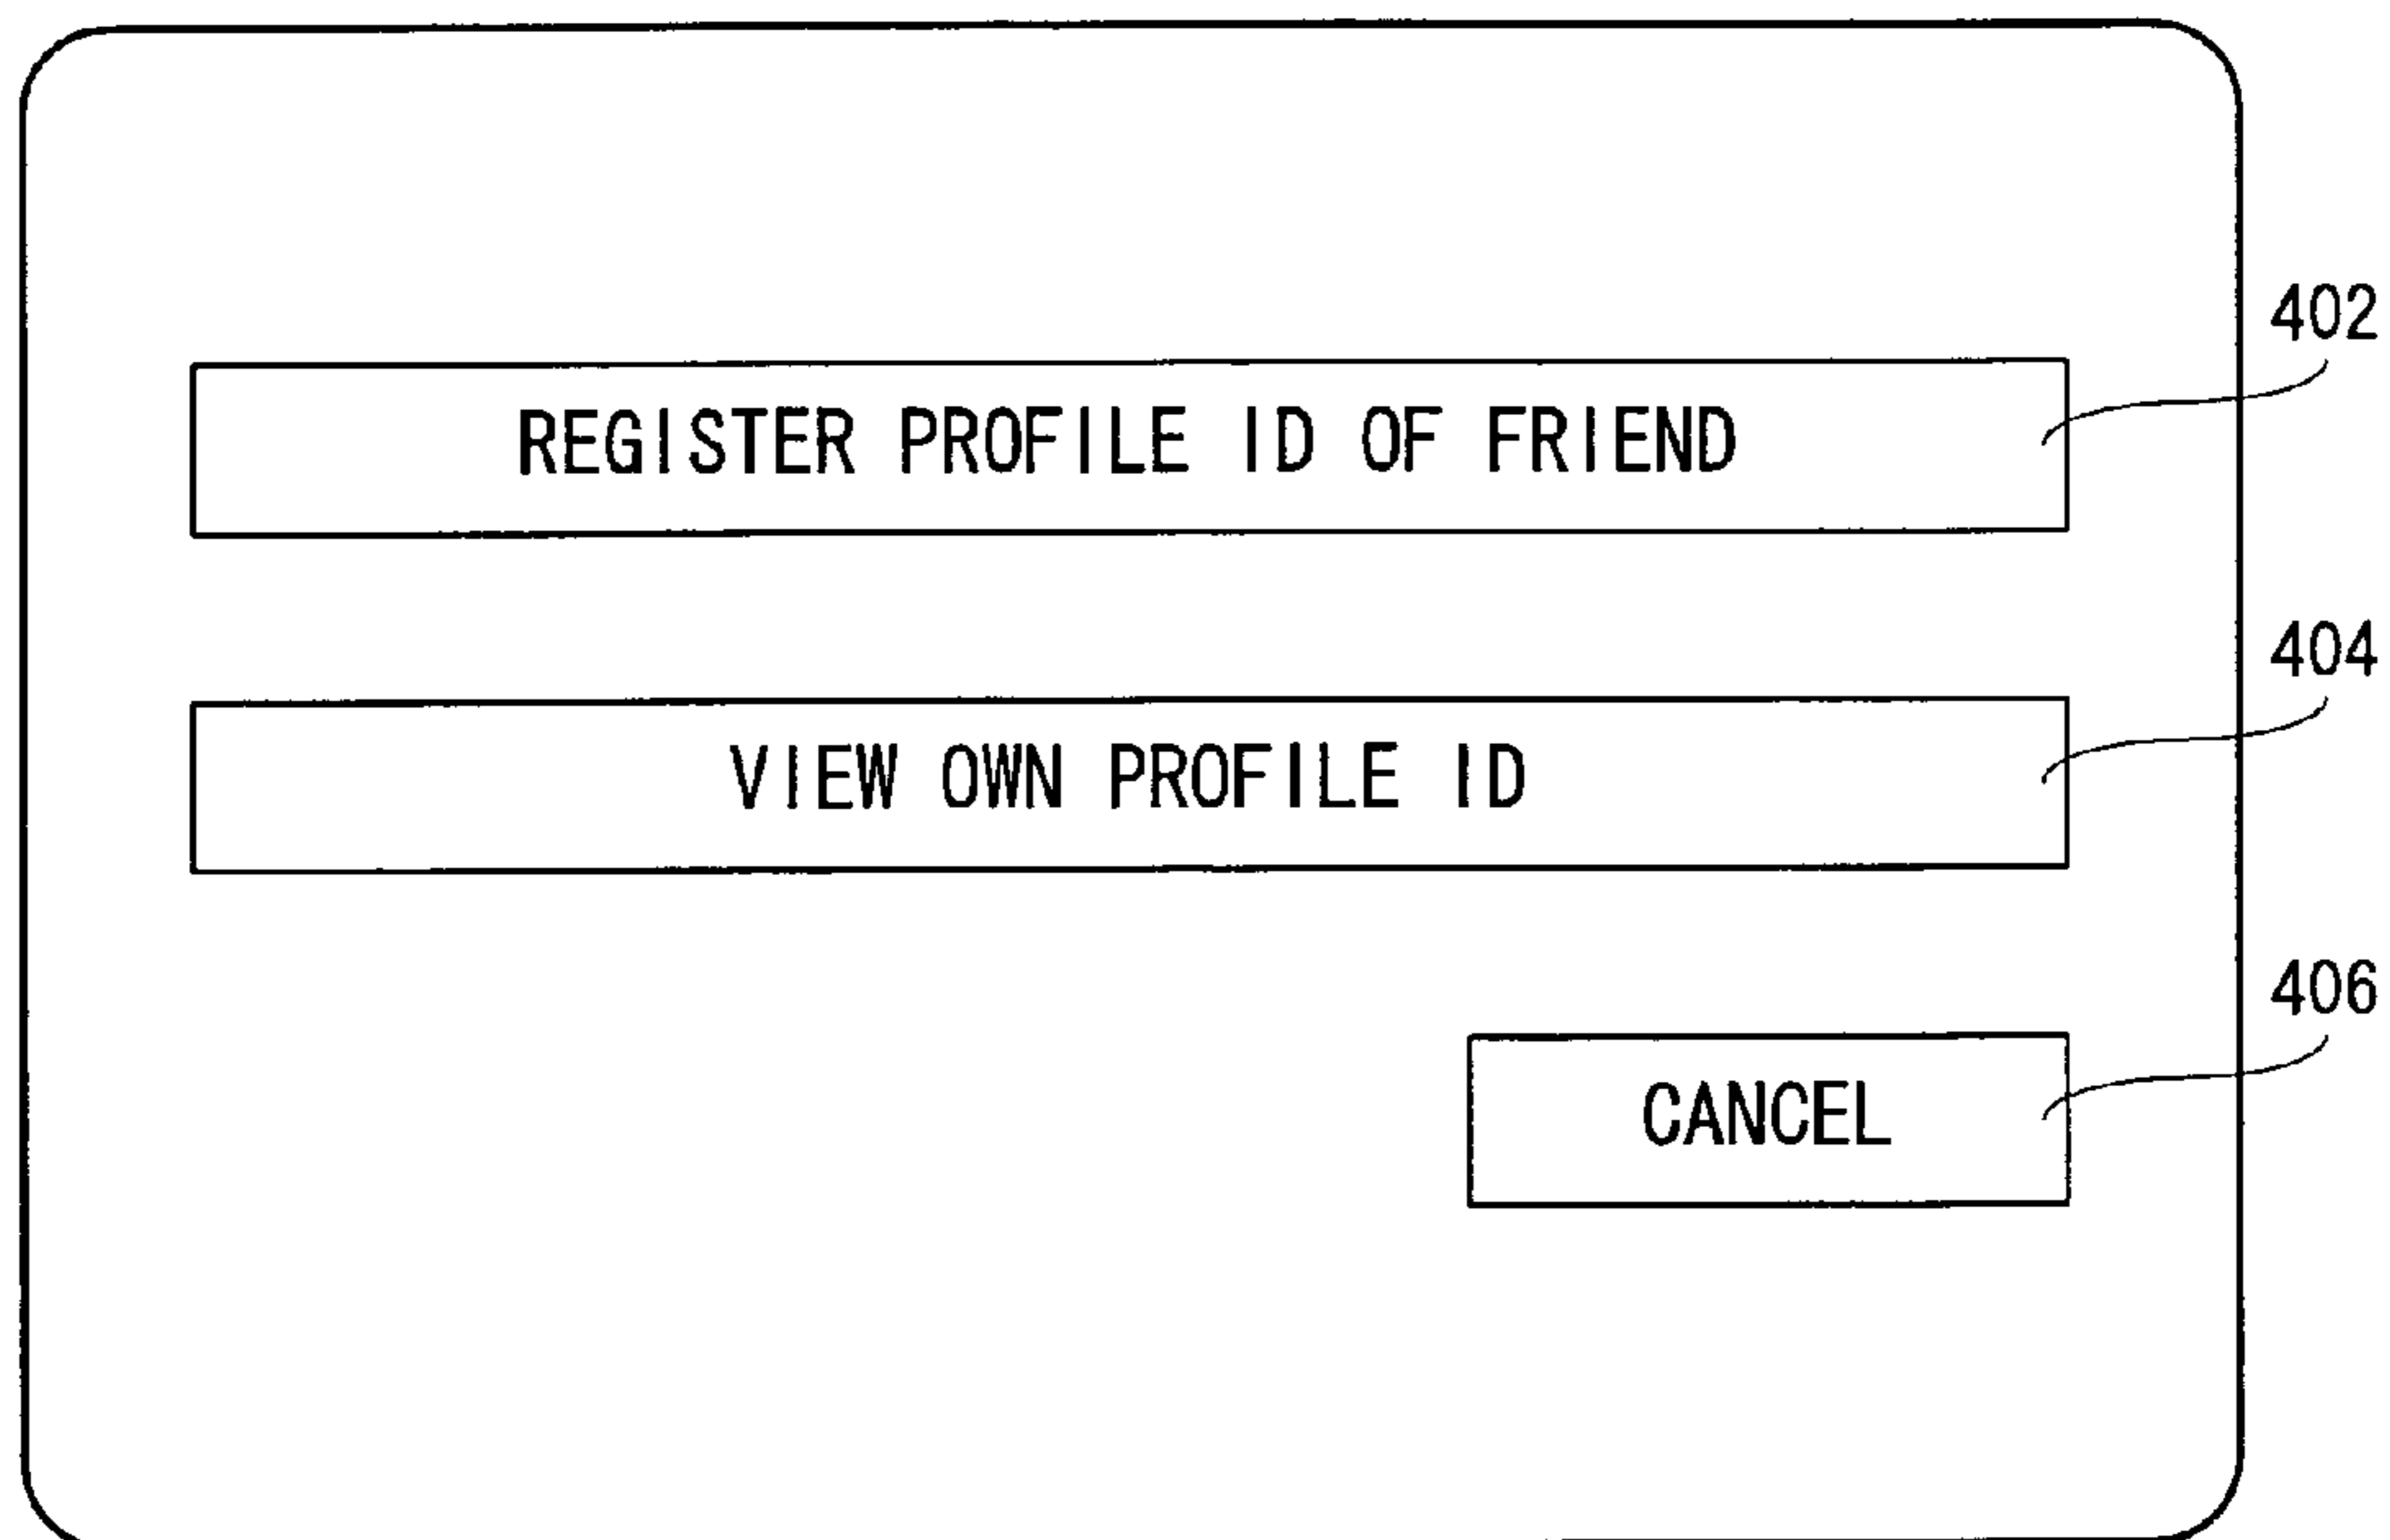 402
REGISTER PROFILE ID OF FRIEND
404
VIEW OWN PROFILE ID
406
CANCEL